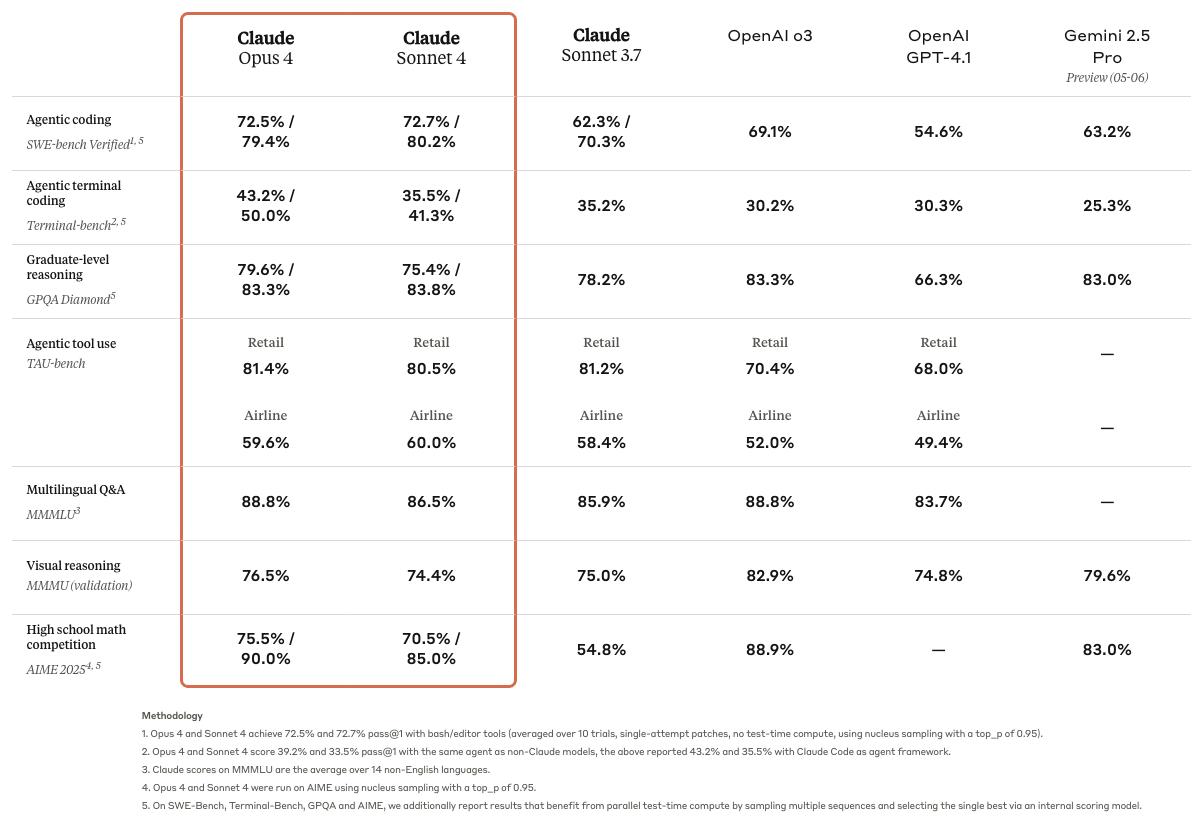 Claude
Opus 4
Claude
Sonnet 4
Claude
Sonnet 3.7
OpenAI o3
OpenAI
GPT-4.1
Gemini 2.5
Pro
Preview (05-06)
Agentic coding
SWE-bench Verified1, 5
72.5% /
79.4%
72.7% /
80.2%
62.3% /
70.3%
69.1%
54.6%
63.2%
Agentic terminal
coding
Terminal-bench2, 5
43.2% /
50.0%
35.5% /
41.3%
35.2%
30.2%
30.3%
25.3%
Graduate-level
reasoning
GPQA Diamond5
79.6% /
83.3%
75.4% /
83.8%
78.2%
83.3%
66.3%
83.0%
Agentic tool use
TAU-bench
Retail
81.4%
Retail
80.5%
Retail
81.2%
Retail
70.4%
Retail
68.0%
—
Airline
59.6%
Airline
60.0%
Airline
58.4%
Airline
52.0%
Airline
49.4%
—
Multilingual Q&A
MMMLU3
88.8%
86.5%
85.9%
88.8%
83.7%
—
Visual reasoning
MMMU (validation)
76.5%
74.4%
75.0%
82.9%
74.8%
79.6%
High school math
competition
AIME 20254, 5
75.5% /
90.0%
70.5% /
85.0%
54.8%
88.9%
—
83.0%
Methodology
1. Opus 4 and Sonnet 4 achieve 72.5% and 72.7% pass@1 with bash/editor tools (averaged over 10 trials, single-attempt patches, no test-time compute, using nucleus sampling with a top_p of 0.95).
2. Opus 4 and Sonnet 4 score 39.2% and 33.5% pass@1 with the same agent as non-Claude models, the above reported 43.2% and 35.5% with Claude Code as agent framework.
3. Claude scores on MMMLU are the average over 14 non-English languages.
4. Opus 4 and Sonnet 4 were run on AIME using nucleus sampling with a top_p of 0.95.
5. On SWE-Bench, Terminal-Bench, GPQA and AIME, we additionally report results that benefit from parallel test-time compute by sampling multiple sequences and selecting the single best via an internal scoring model.